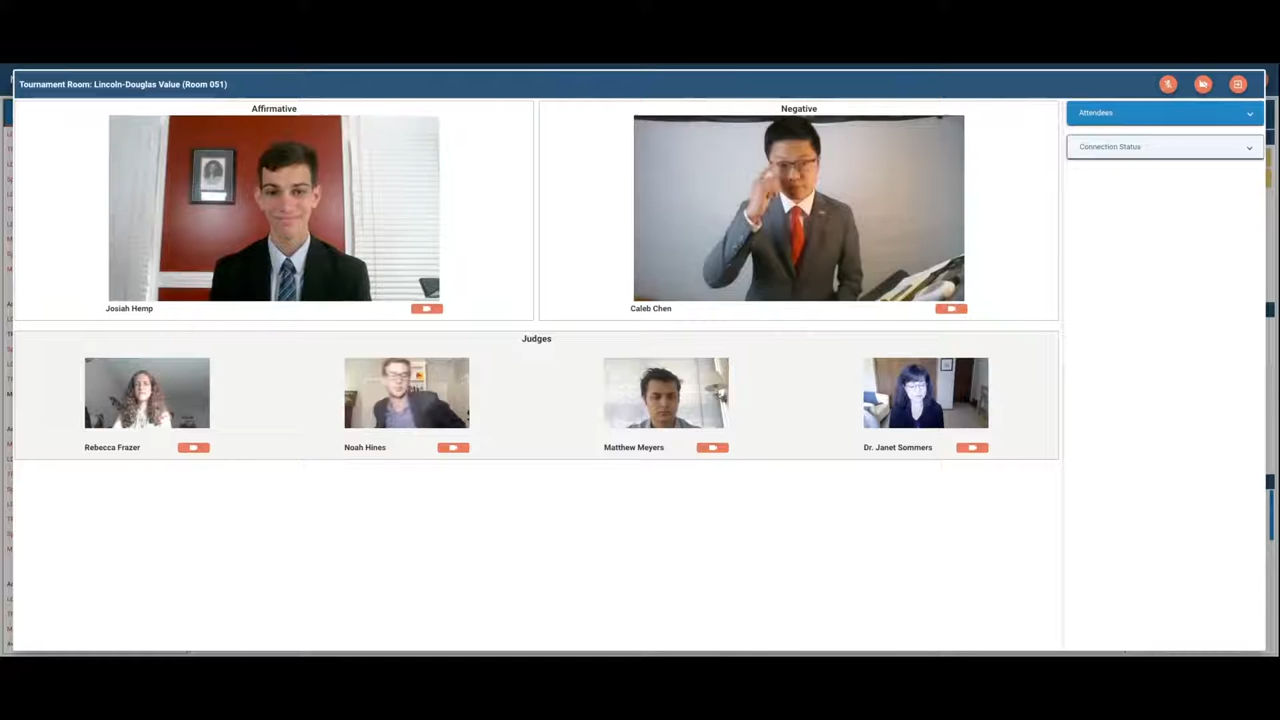 Tournament Room: Lincoln-Douglas Value (Room 051)
Affirmative
Negative
Attendees
Connection Status
Josiah Hemp
Caleb Chen
Judges
Rebecca Frazer
Noah Hines
Matthew Meyers
Dr. Janet Sommers